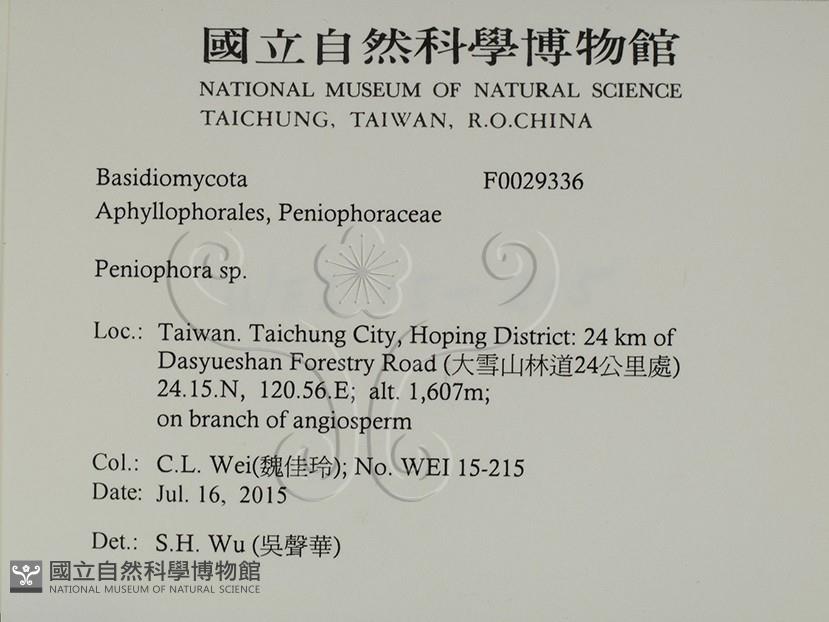 國立自然科學博物館
NATIONAL MUSEUM OF NATURAL SCIENCE
TAICHUNG, TAIWAN, R.O.CHINA
Basidiomycota F0029336
Aphyllophorales, Peniophoraceae
Peniophora sp.
Loc.: Taiwan. Taichung City, Hoping District: 24 km of
Dasyueshan Forestry Road (大雪山林道24公里處)
24.15.N, 120.56.E; alt. 1,607m;
on branch of angiosperm
Col.: C.L. Wei(魏佳玲); No. WEI 15-215
Date: Jul. 16, 2015
Det.: S.H. Wu (吳聲華)
國立自然科學博物館
NATIONAL MUSEUM OF NATURAL SCIENCE